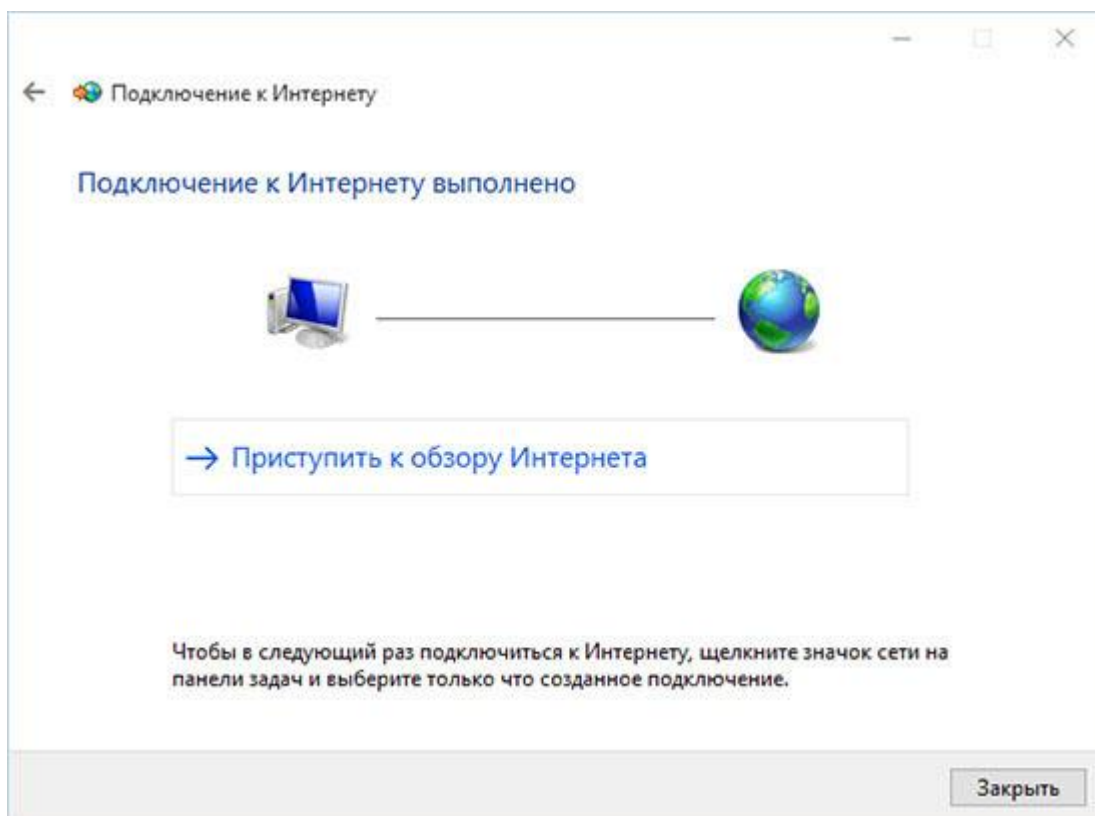 Подключение к Интернету
Подключение к Интернету выполнено
Приступить к обзору Интернета
Чтобы в следующий раз подключиться к Интернету, щелкните значок сети на
панели задач и выберите только что созданное подключение.
Закрыть